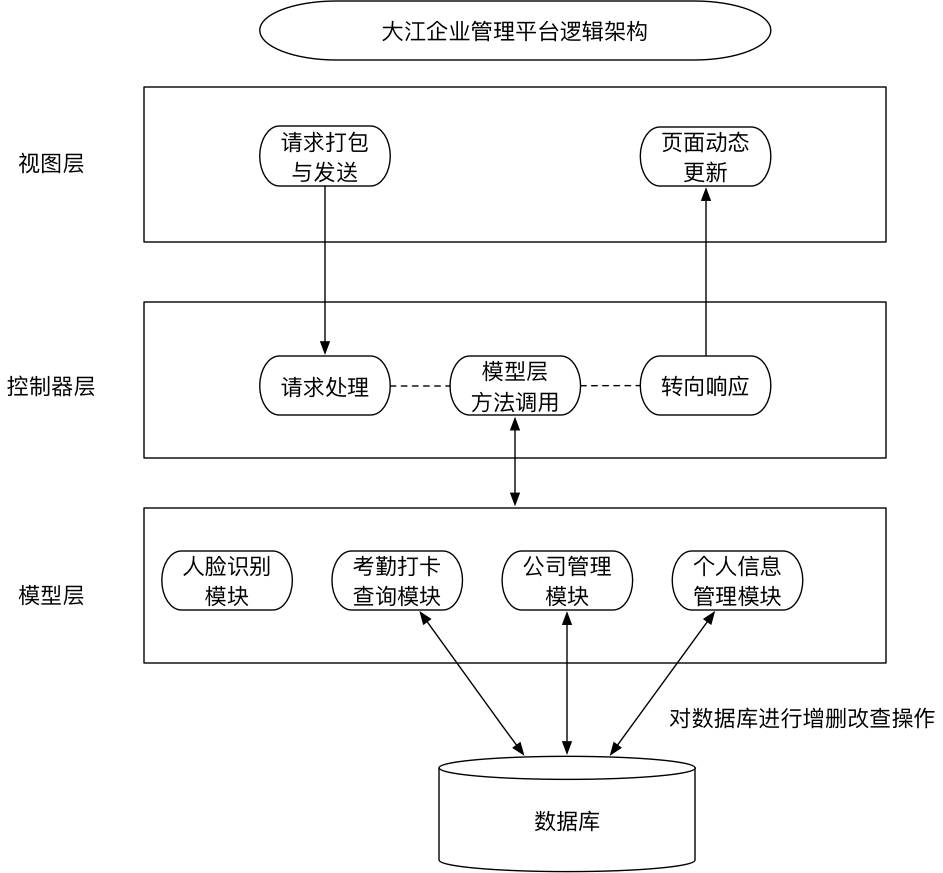 大江企业管理平台逻辑架构
视图层
请求打包
与发送
页面动态
更新
控制器层
请求处理
模型层
方法调用
转向响应
模型层
人脸识别
模块
考勤打卡
查询模块
公司管理
模块
个人信息
管理模块
对数据库进行增删改查操作
数据库